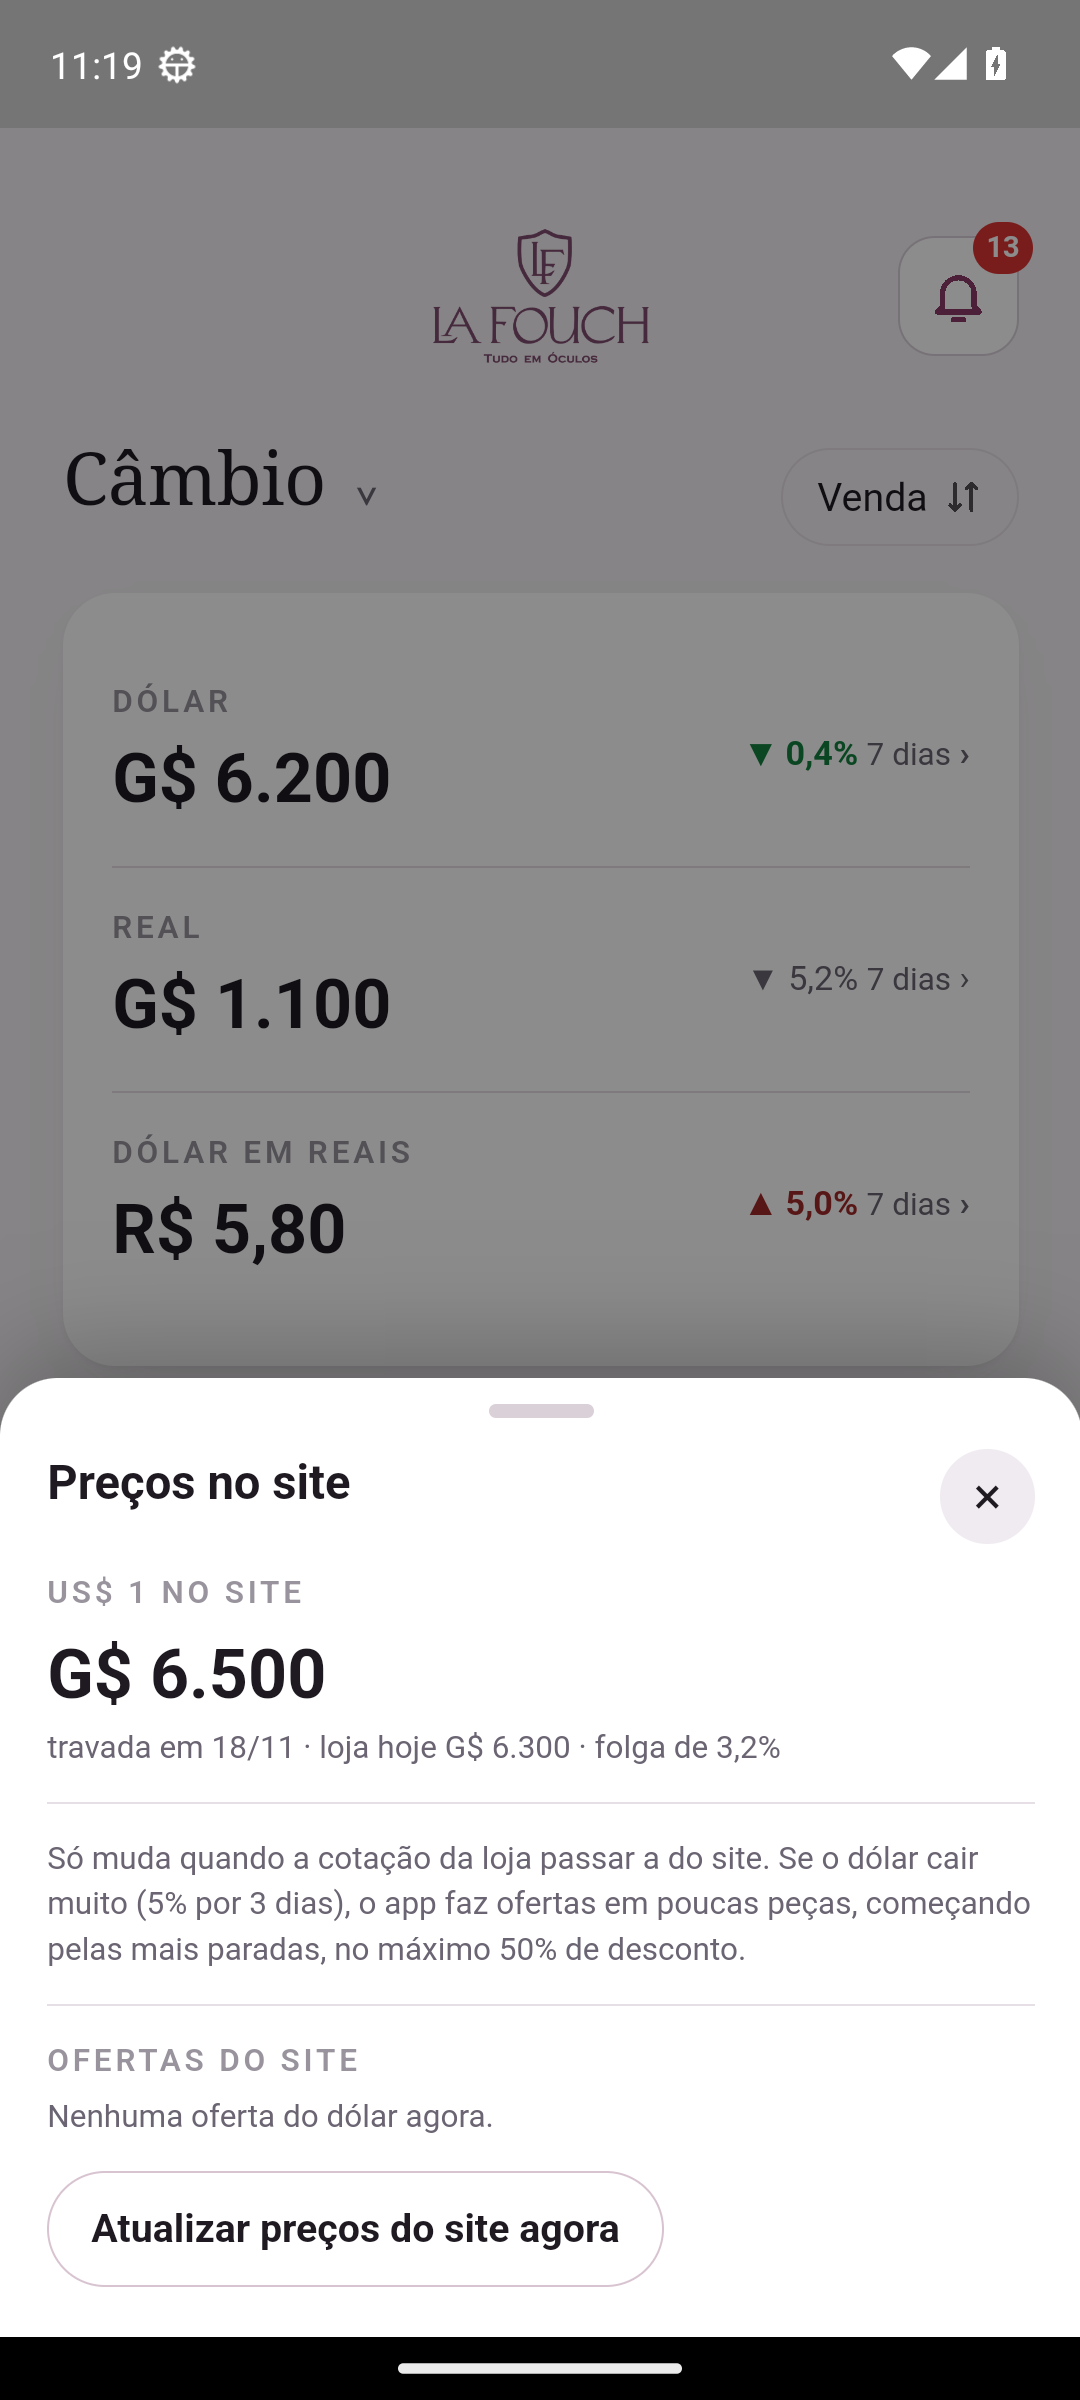 11:19
13
LF
LA FOUCH
TUDO EM ÓCULOS
Câmbio
Venda
DÓLAR
G$ 6.200
▼ 0,4% 7 dias ›
REAL
G$ 1.100
▼ 5,2% 7 dias ›
DÓLAR EM REAIS
R$ 5,80
▲ 5,0% 7 dias ›
Preços no site
US$ 1 NO SITE
G$ 6.500
travada em 18/11 · loja hoje G$ 6.300 · folga de 3,2%
Só muda quando a cotação da loja passar a do site. Se o dólar cair
muito (5% por 3 dias), o app faz ofertas em poucas peças, começando
pelas mais paradas, no máximo 50% de desconto.
OFERTAS DO SITE
Nenhuma oferta do dólar agora.
Atualizar preços do site agora